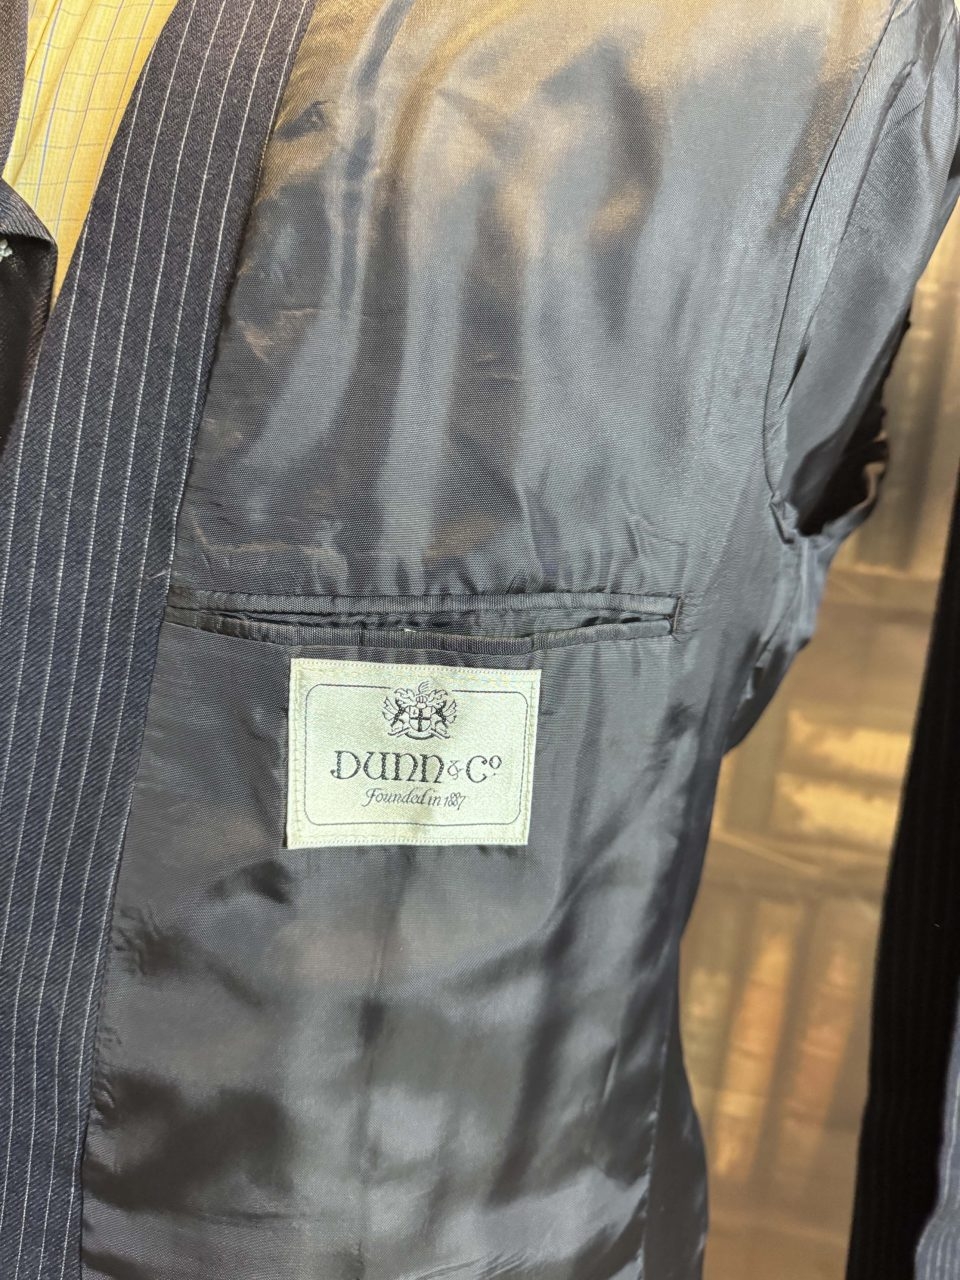 Dunn & Co.
Founded in 1887